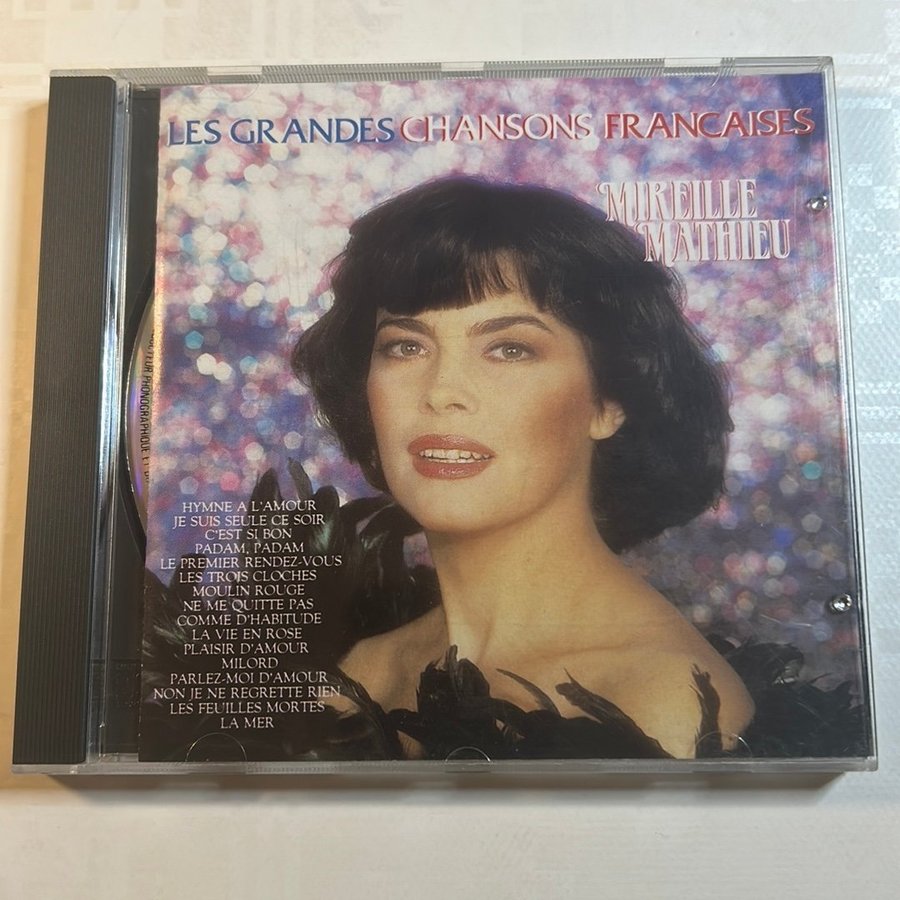 LES GRANDES CHANSONS FRANCAISES
MIREILLE
MATHIEU
HYMNE A L'AMOUR
JE SUIS SEULE CE SOIR
C'EST SI BON
PADAM, PADAM
LE PREMIER RENDEZ-VOUS
LES TROIS CLOCHES
MOULIN ROUGE
NE ME QUITTE PAS
COMME D'HABITUDE
LA VIE EN ROSE
PLAISIR D'AMOUR
MILORD
PARLEZ-MOI D'AMOUR
NON JE NE REGRETTE RIEN
LES FEUILLES MORTES
LA MER
PHONOGRAPHIQUE ET